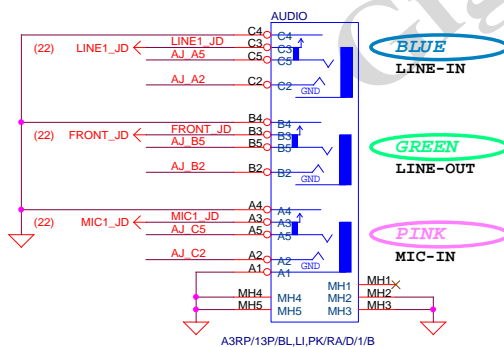 AUDIO
C4 C4
(22) LINE1_JD LINE1_JD C3 C3 BLUE
AJ_A5 C5 C5 LINE-IN
AJ_A2 C2 C2
GND
B4 B4
(22) FRONT_JD FRONT_JD B3 B3 GREEN
AJ_B5 B5 B5 LINE-OUT
AJ_B2 B2 B2
GND
A4 A4
(22) MIC1_JD MIC1_JD A3 A3 PINK
AJ_C5 A5 A5 MIC-IN
AJ_C2 A2 A2
GND
A1 A1
MH1 MH1
MH4 MH4 MH2 MH2
MH5 MH5 MH3 MH3
A3RP/13P/BL,LI,PK/RA/D/1/B